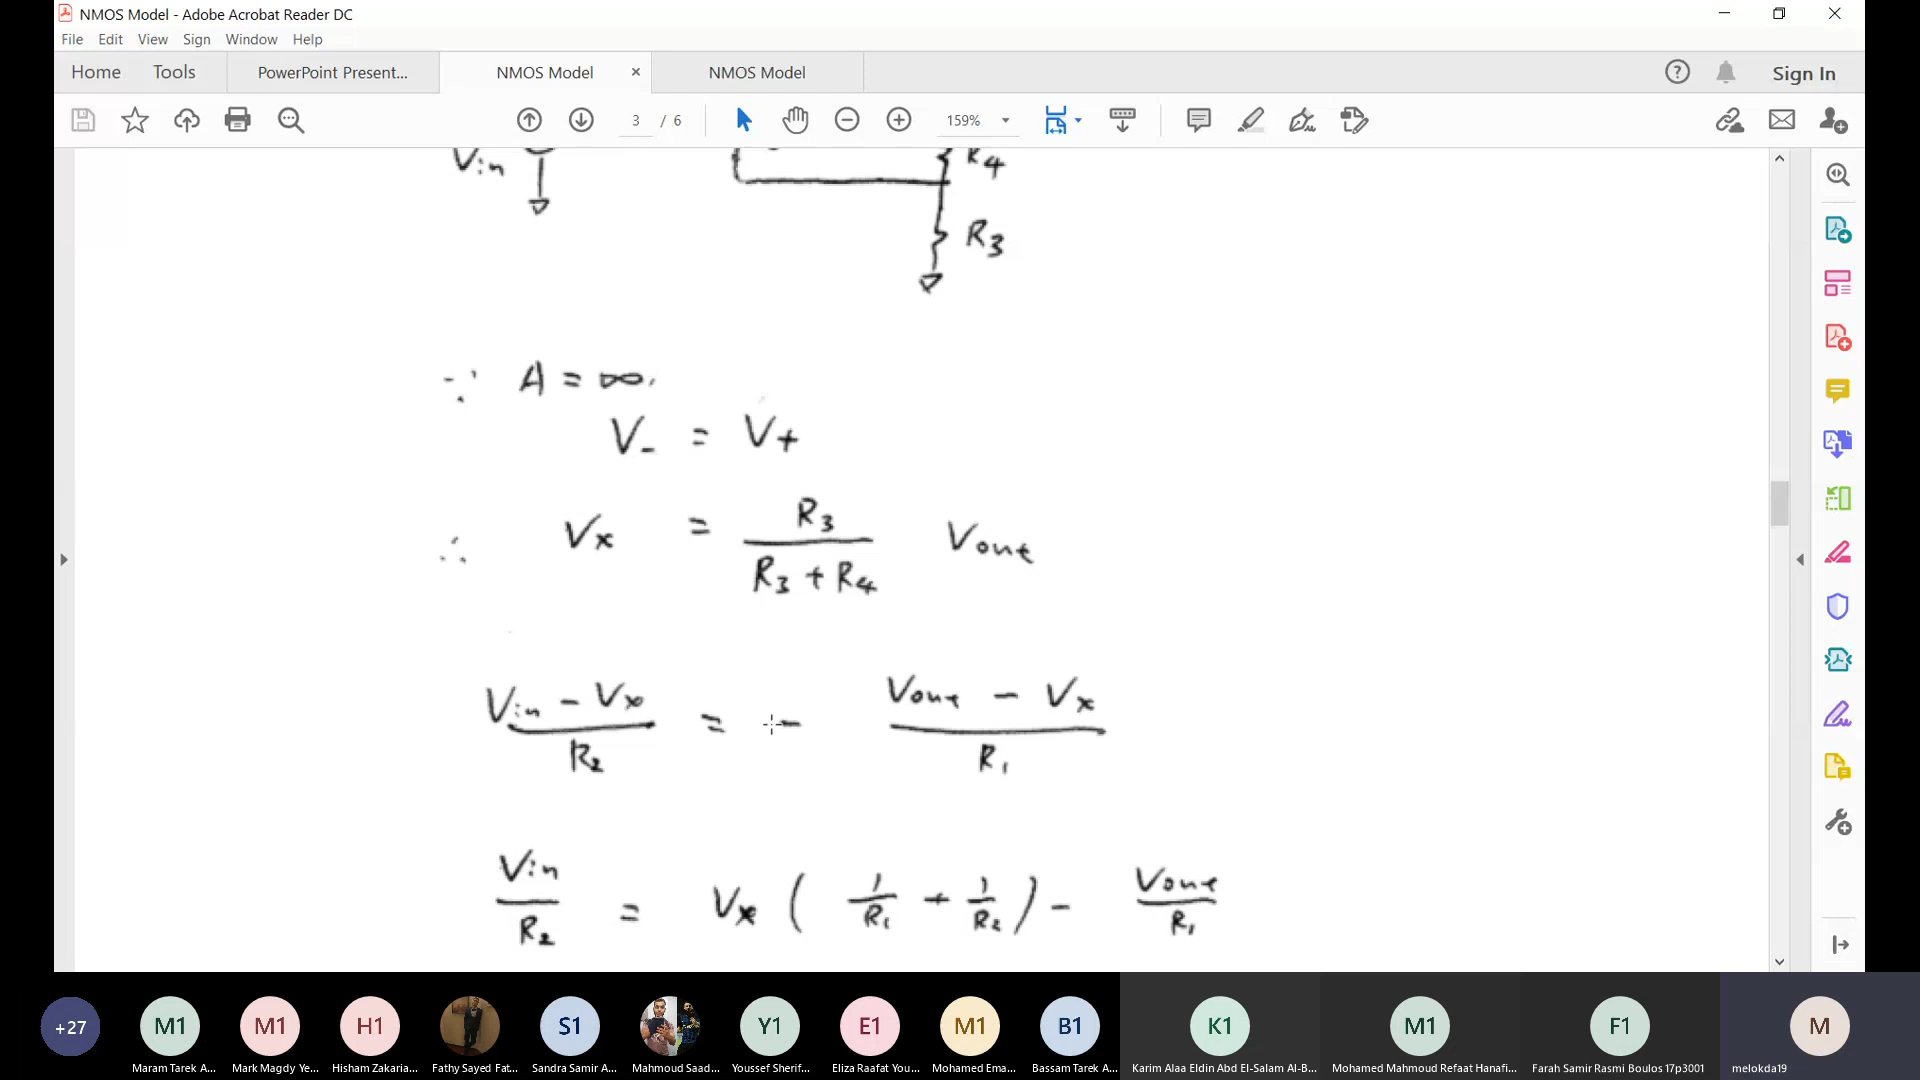 NMOS Model - Adobe Acrobat Reader DC
File Edit View Sign Window Help
Home Tools PowerPoint Present... NMOS Model × NMOS Model Sign In
3 / 6 159%
Vin R4
R3
∵ A = ∞.
V- = V+
∴ Vx = R3 / (R3 + R4) Vout
(Vin - Vx) / R2 = - (Vout - Vx) / R1
Vin / R2 = Vx ( 1/R1 + 1/R2 ) - Vout / R1
+27 M1 M1 H1 S1 Y1 E1 M1 B1 K1 M1 F1 M
Maram Tarek A... Mark Magdy Ye... Hisham Zakaria... Fathy Sayed Fat... Sandra Samir A... Mahmoud Saad... Youssef Sherif... Eliza Raafat You... Mohamed Ema... Bassam Tarek A... Karim Alaa Eldin Abd El-Salam Al-B... Mohamed Mahmoud Refaat Hanafi... Farah Samir Rasmi Boulos 17p3001 melokda19